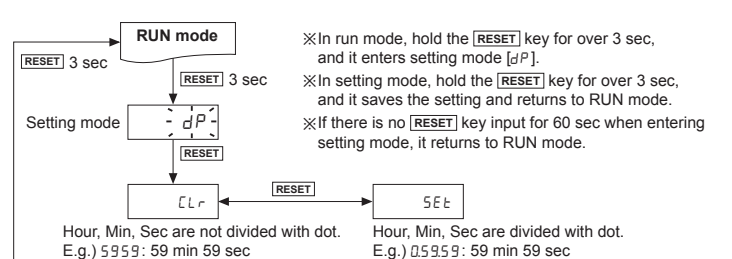 RUN mode
RESET 3 sec
RESET 3 sec
Setting mode
dP
RESET
CLr
RESET
SEt
Hour, Min, Sec are not divided with dot.
E.g.) 5959: 59 min 59 sec
Hour, Min, Sec are divided with dot.
E.g.) 0.59.59: 59 min 59 sec
※In run mode, hold the RESET key for over 3 sec,
and it enters setting mode [dP].
※In setting mode, hold the RESET key for over 3 sec,
and it saves the setting and returns to RUN mode.
※If there is no RESET key input for 60 sec when entering
setting mode, it returns to RUN mode.